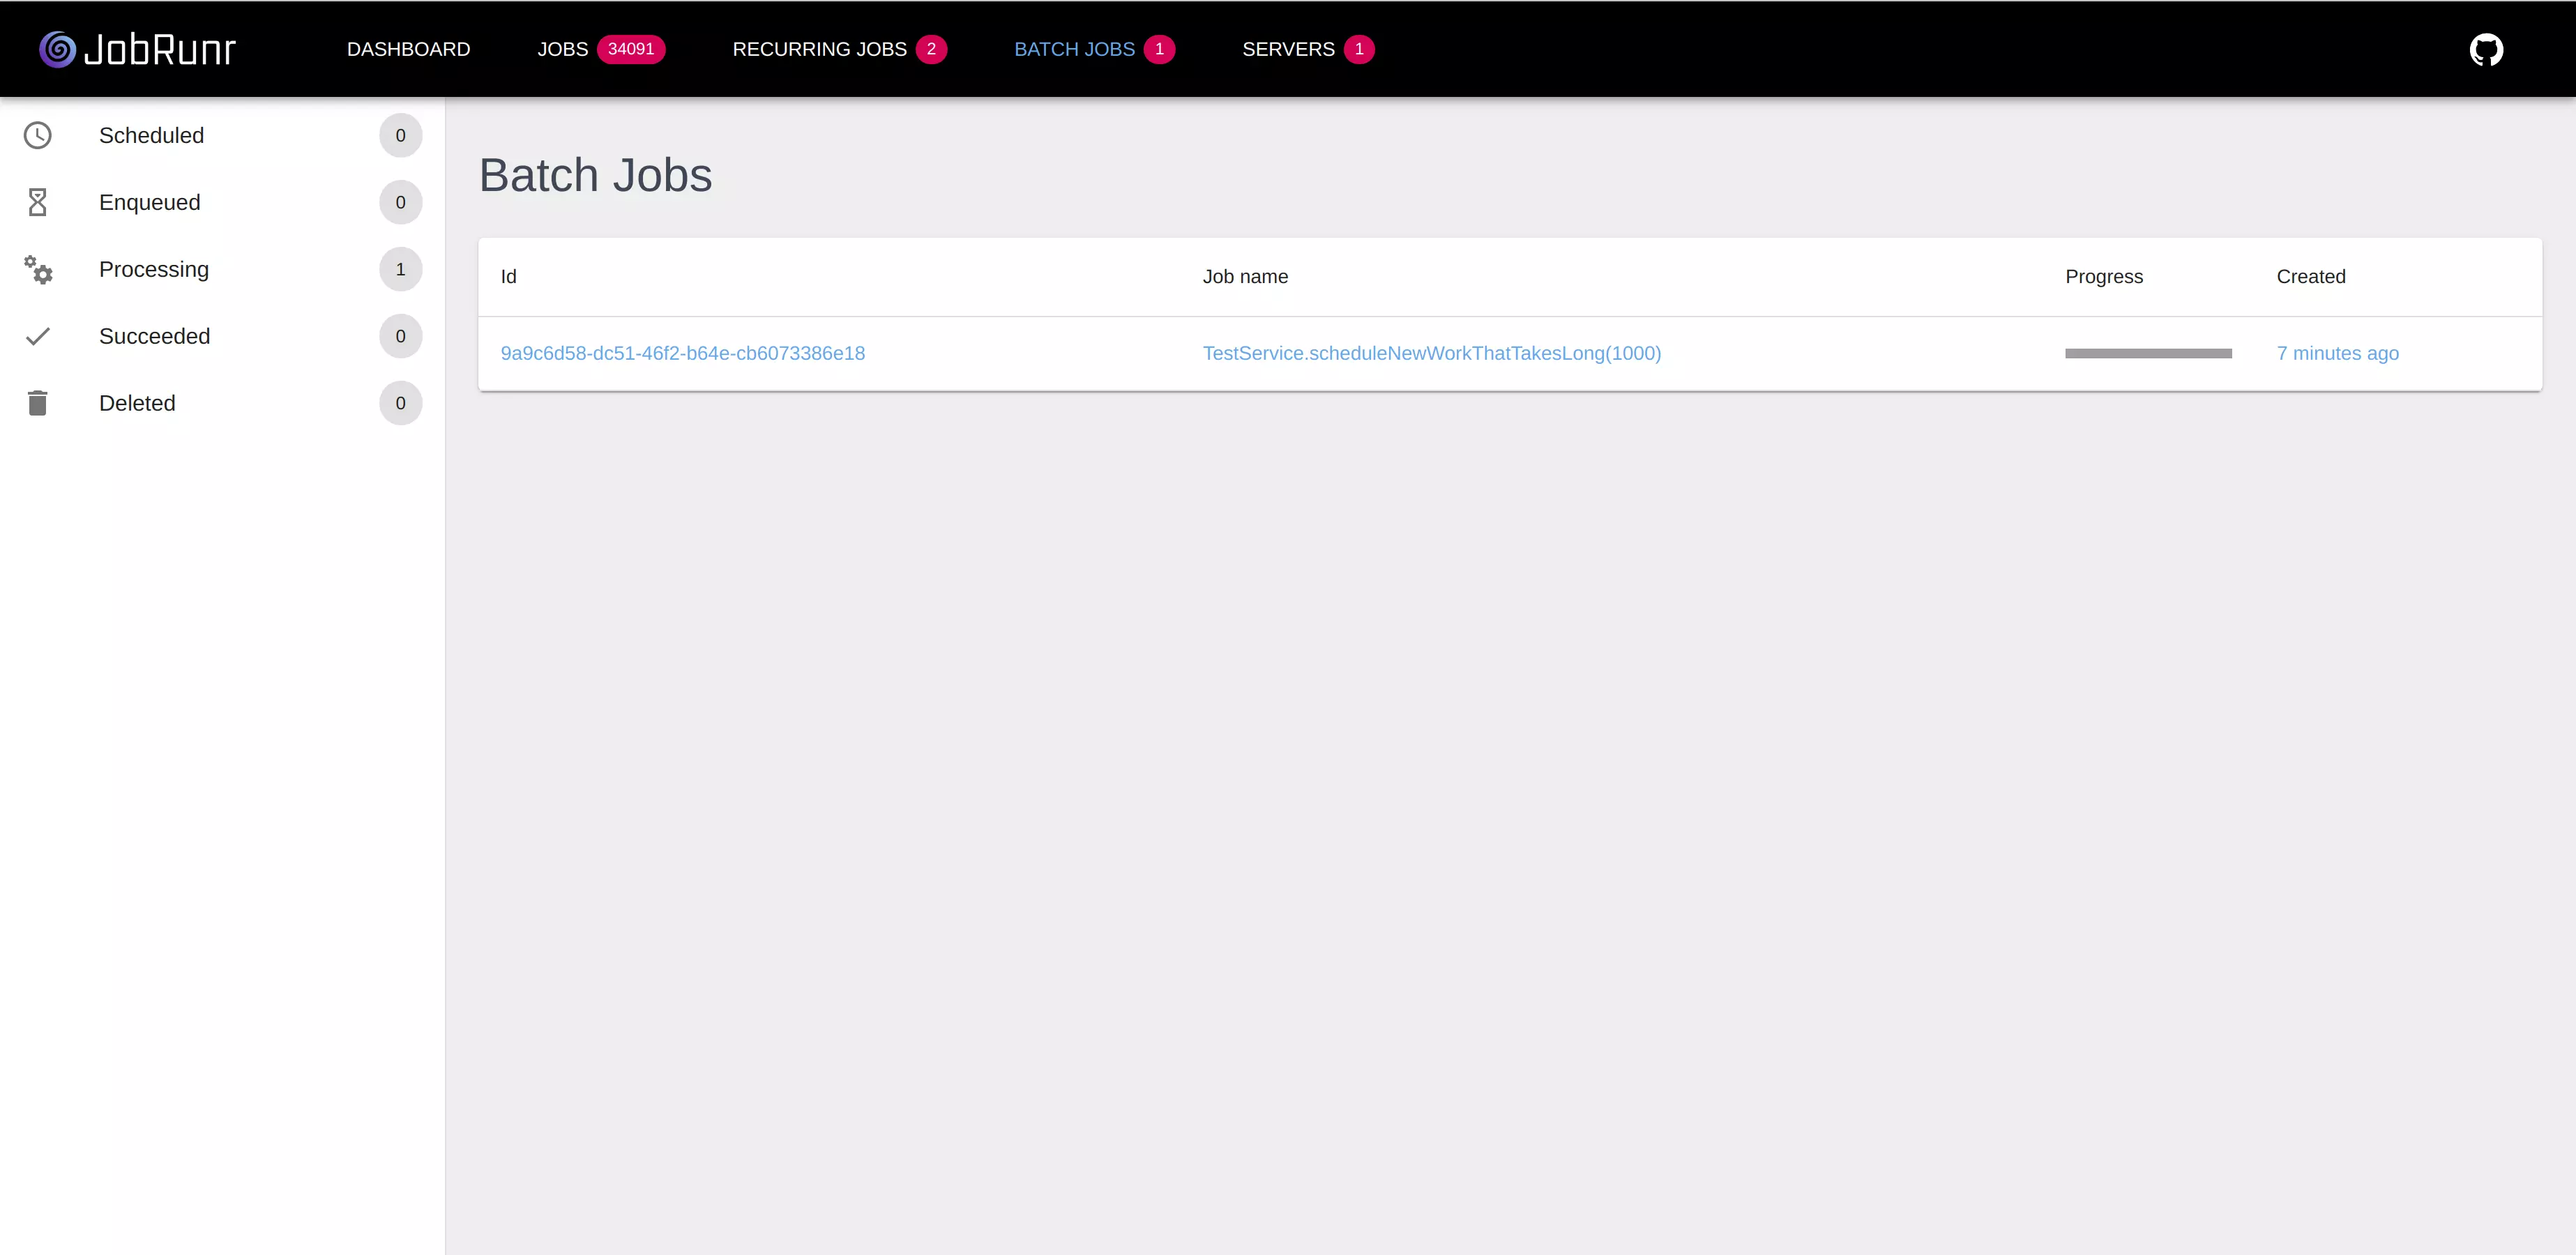 JobRunr DASHBOARD JOBS 34091 RECURRING JOBS 2 BATCH JOBS 1 SERVERS 1
Scheduled 0
Enqueued 0
Processing 1
Succeeded 0
Deleted 0
Batch Jobs
Id Job name Progress Created
9a9c6d58-dc51-46f2-b64e-cb6073386e18 TestService.scheduleNewWorkThatTakesLong(1000) 7 minutes ago